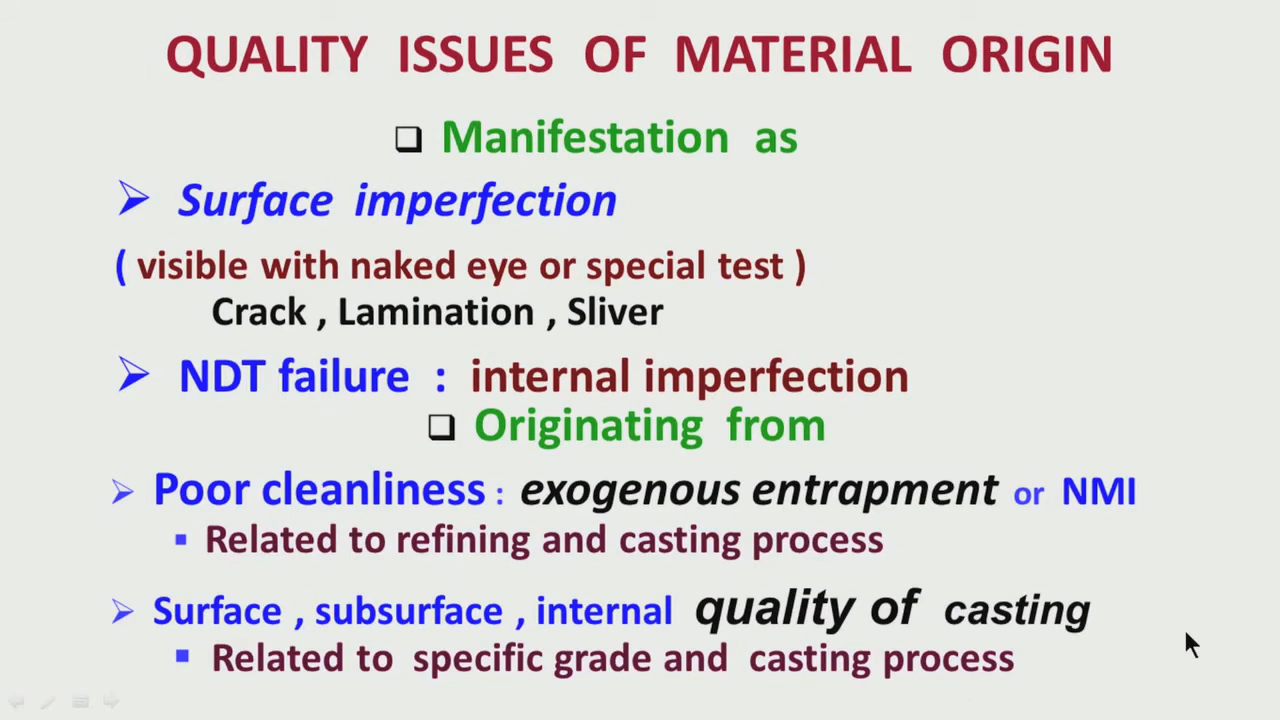 QUALITY ISSUES OF MATERIAL ORIGIN
❑ Manifestation as
➢ Surface imperfection
( visible with naked eye or special test )
Crack , Lamination , Sliver
➢ NDT failure : internal imperfection
❑ Originating from
➢ Poor cleanliness : exogenous entrapment or NMI
▪ Related to refining and casting process
➢ Surface , subsurface , internal quality of casting
▪ Related to specific grade and casting process